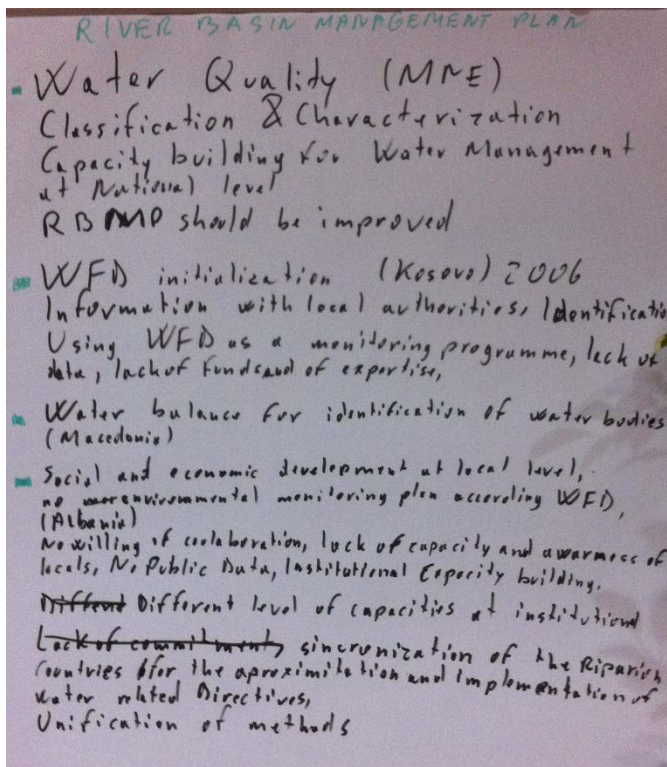 RIVER BASIN MANAGEMENT PLAN
- Water Quality (MNE)
Classification & Characterization
Capacity building for Water Management
at National level
RBMP should be improved
- WFD initialization (Kosovo) 2006
Information with local authorities, Identificatio
Using WFD as a monitoring programme, lack of
data, lack of funds and of expertise,
- Water balance for identification of water bodies
(Macedonia)
- Social and economic development at local level,
no environmental monitoring plan according WFD,
(Albania)
No willing of coolaboration, lack of capacity and awarness of
locals, No Public Data, Institutional Capacity building,
Different level of capacities at institutional
Lack of commitment, sincrunization of the Riparian
Countries for the aproximitation and implementation of
water related Directives,
Unification of methods